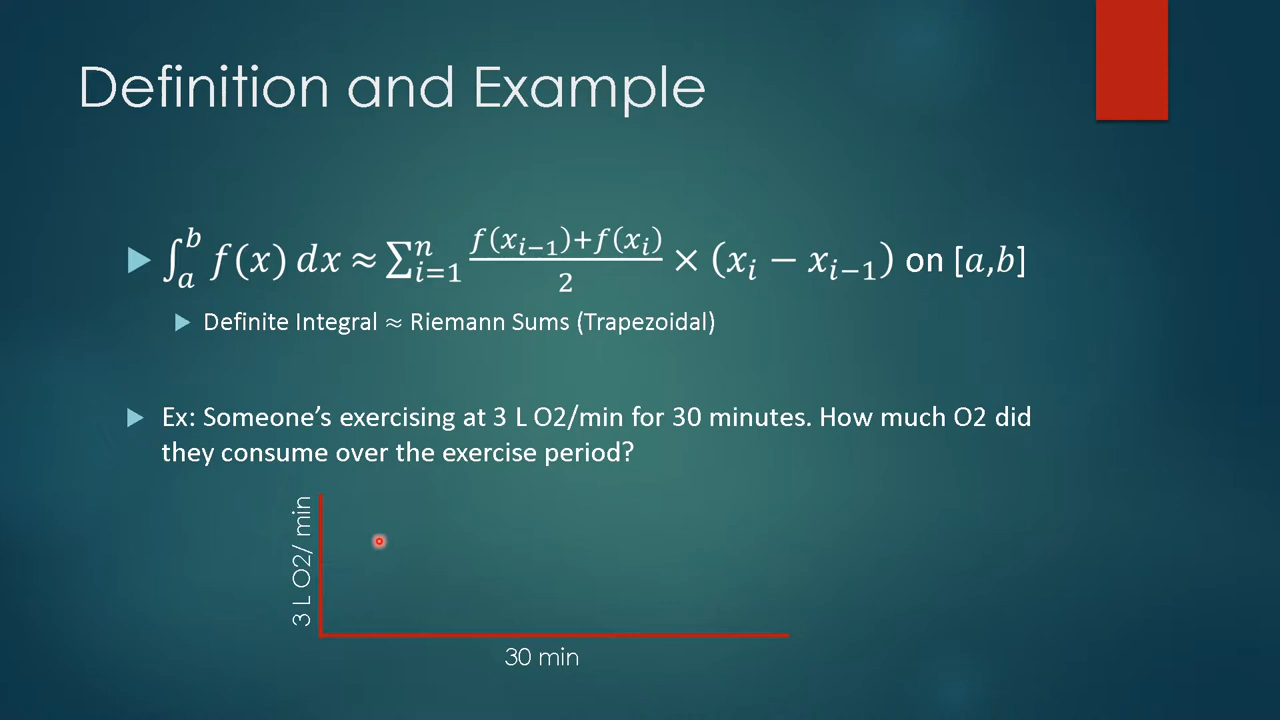 Definition and Example
∫_a^b f(x) dx ≈ ∑_{i=1}^n \frac{f(x_{i−1})+f(x_i)}{2} × (x_i − x_{i−1}) on [a,b]
Definite Integral ≈ Riemann Sums (Trapezoidal)
Ex: Someone’s exercising at 3 L O2/min for 30 minutes. How much O2 did
they consume over the exercise period?
3 L O2/ min
30 min